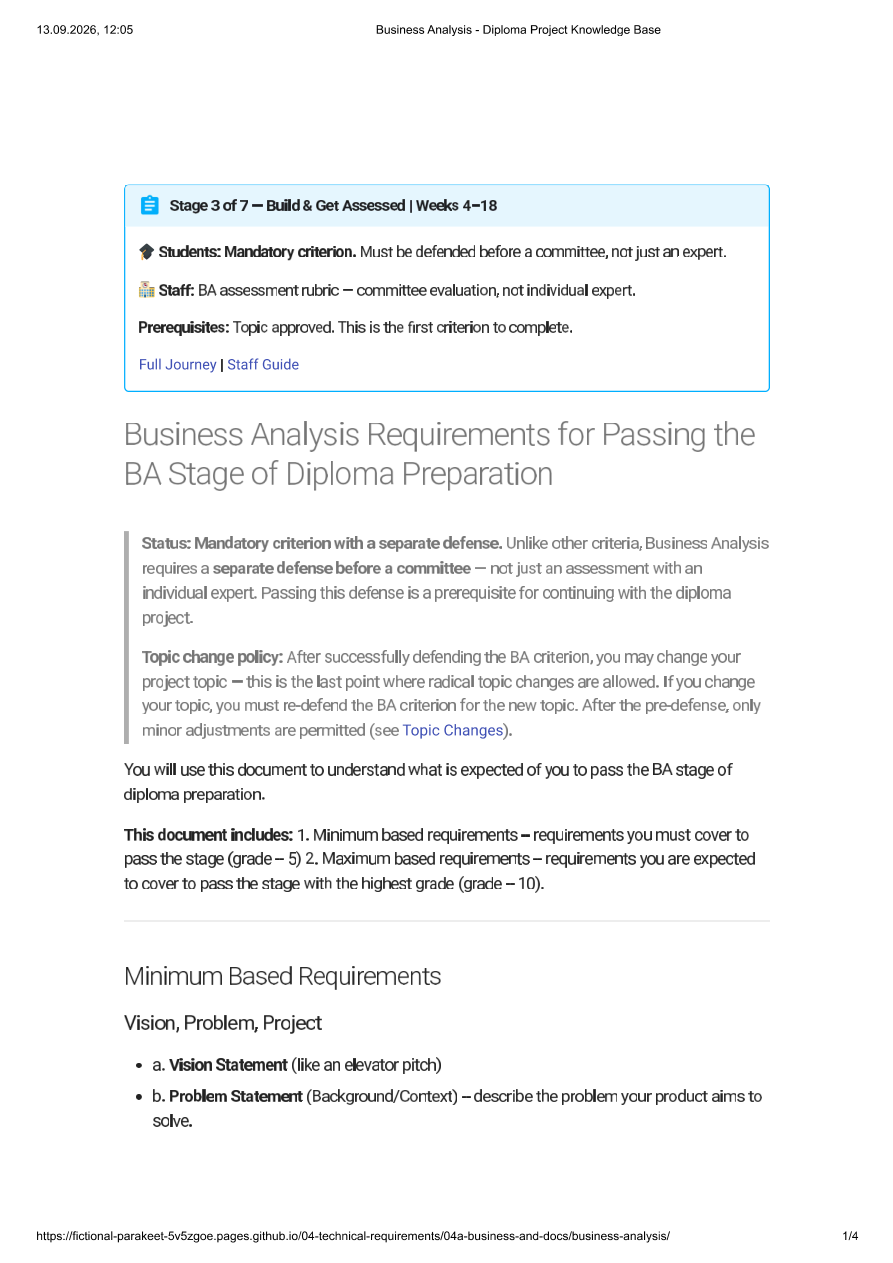 13.09.2026, 12:05
Business Analysis - Diploma Project Knowledge Base
Stage 3 of 7 — Build & Get Assessed | Weeks 4–18
Students: Mandatory criterion. Must be defended before a committee, not just an expert.
Staff: BA assessment rubric — committee evaluation, not individual expert.
Prerequisites: Topic approved. This is the first criterion to complete.
Full Journey | Staff Guide
Business Analysis Requirements for Passing the
BA Stage of Diploma Preparation
Status: Mandatory criterion with a separate defense. Unlike other criteria, Business Analysis
requires a separate defense before a committee — not just an assessment with an
individual expert. Passing this defense is a prerequisite for continuing with the diploma
project.
Topic change policy: After successfully defending the BA criterion, you may change your
project topic — this is the last point where radical topic changes are allowed. If you change
your topic, you must re-defend the BA criterion for the new topic. After the pre-defense, only
minor adjustments are permitted (see Topic Changes).
You will use this document to understand what is expected of you to pass the BA stage of
diploma preparation.
This document includes: 1. Minimum based requirements – requirements you must cover to
pass the stage (grade – 5) 2. Maximum based requirements – requirements you are expected
to cover to pass the stage with the highest grade (grade – 10).
Minimum Based Requirements
Vision, Problem, Project
• a. Vision Statement (like an elevator pitch)
• b. Problem Statement (Background/Context) – describe the problem your product aims to
solve.
https://fictional-parakeet-5v5zgoe.pages.github.io/04-technical-requirements/04a-business-and-docs/business-analysis/
1/4